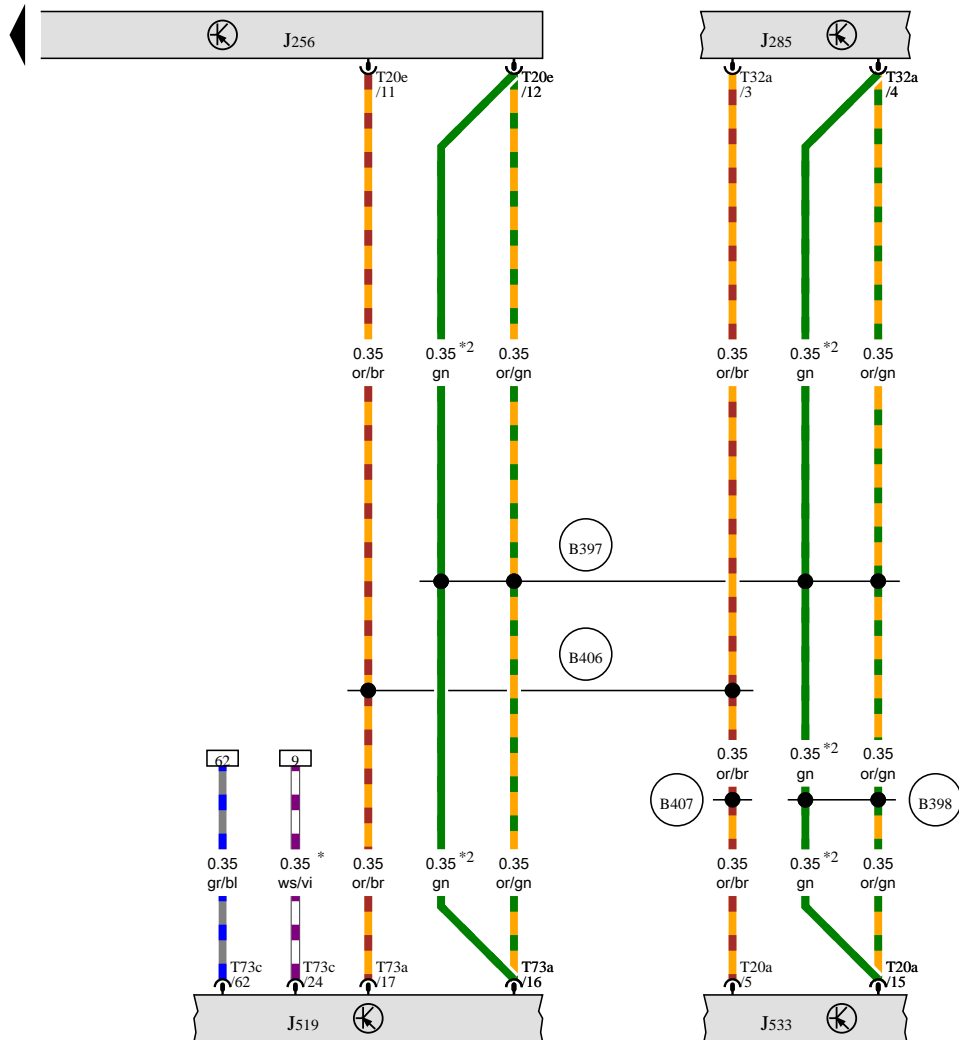 J256
J285
T20e
/11
T20e
/12
T32a
/3
T32a
/4
0.35
or/br
0.35 *2
gn
0.35
or/gn
0.35
or/br
0.35 *2
gn
0.35
or/gn
B397
B406
62
9
0.35
or/br
0.35 *2
gn
0.35
or/gn
B407
B398
0.35
gr/bl
0.35 *
ws/vi
0.35
or/br
0.35 *2
gn
0.35
or/gn
0.35
or/br
0.35 *2
gn
0.35
or/gn
T73c
/62
T73c
/24
T73a
/17
T73a
/16
T20a
/5
T20a
/15
J519
J533